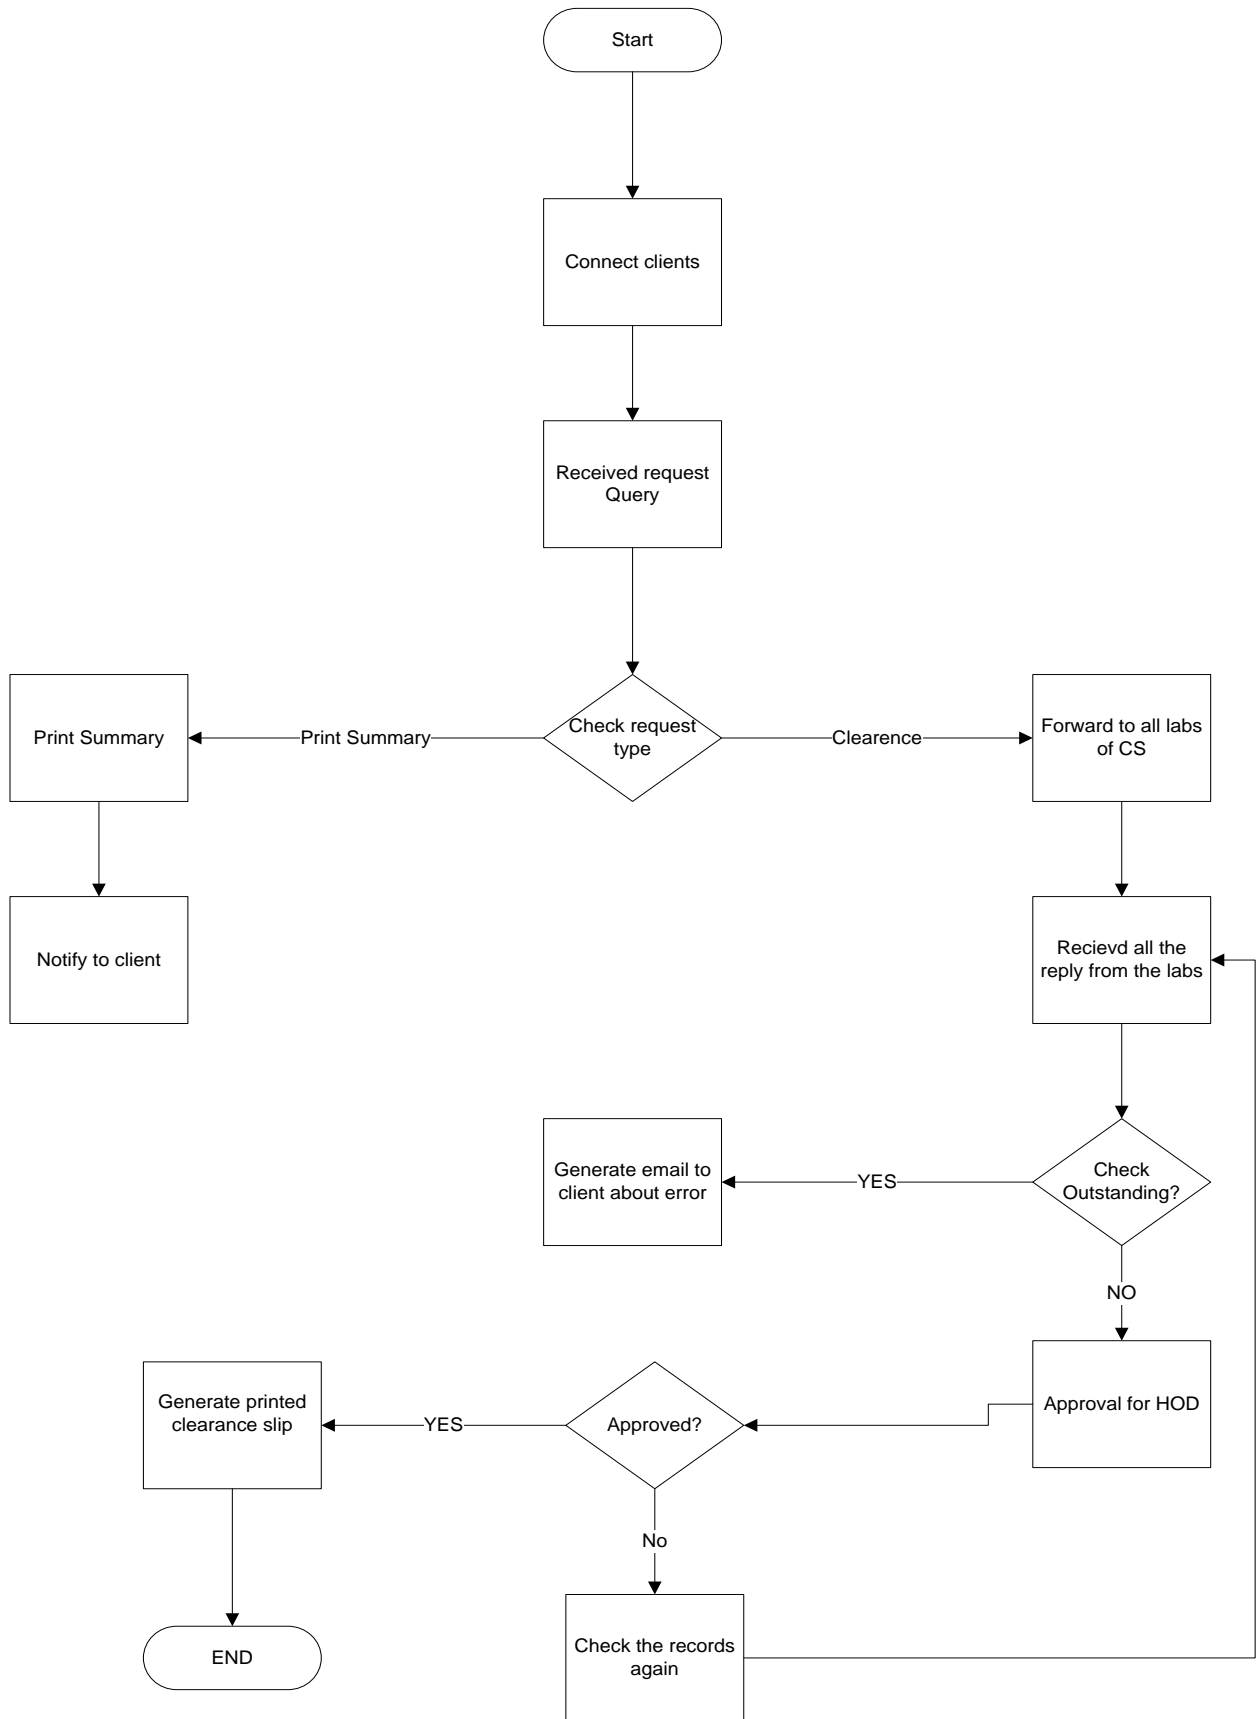 Start
Connect clients
Received request
Query
Check request
type
Print Summary
Print Summary
Clearence
Forward to all labs
of CS
Notify to client
Recievd all the
reply from the labs
Check
Outstanding?
YES
Generate email to
client about error
NO
Approval for HOD
Approved?
YES
Generate printed
clearance slip
No
Check the records
again
END